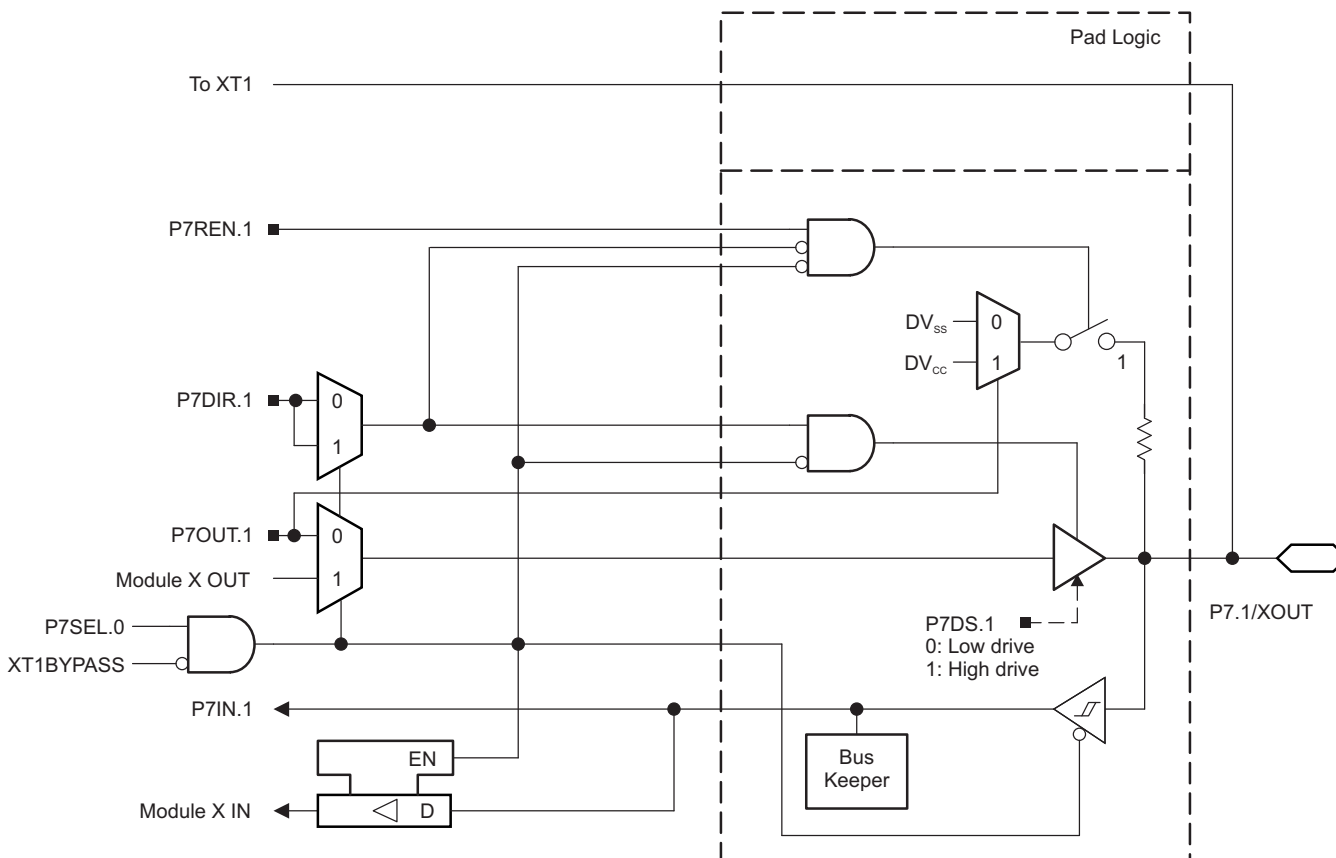 Pad Logic
To XT1
P7REN.1
DVSS
0
DVCC
1
1
P7DIR.1
0
1
P7OUT.1
0
Module X OUT
1
P7SEL.0
XT1BYPASS
P7DS.1
0: Low drive
1: High drive
P7.1/XOUT
P7IN.1
Bus
Keeper
EN
D
Module X IN